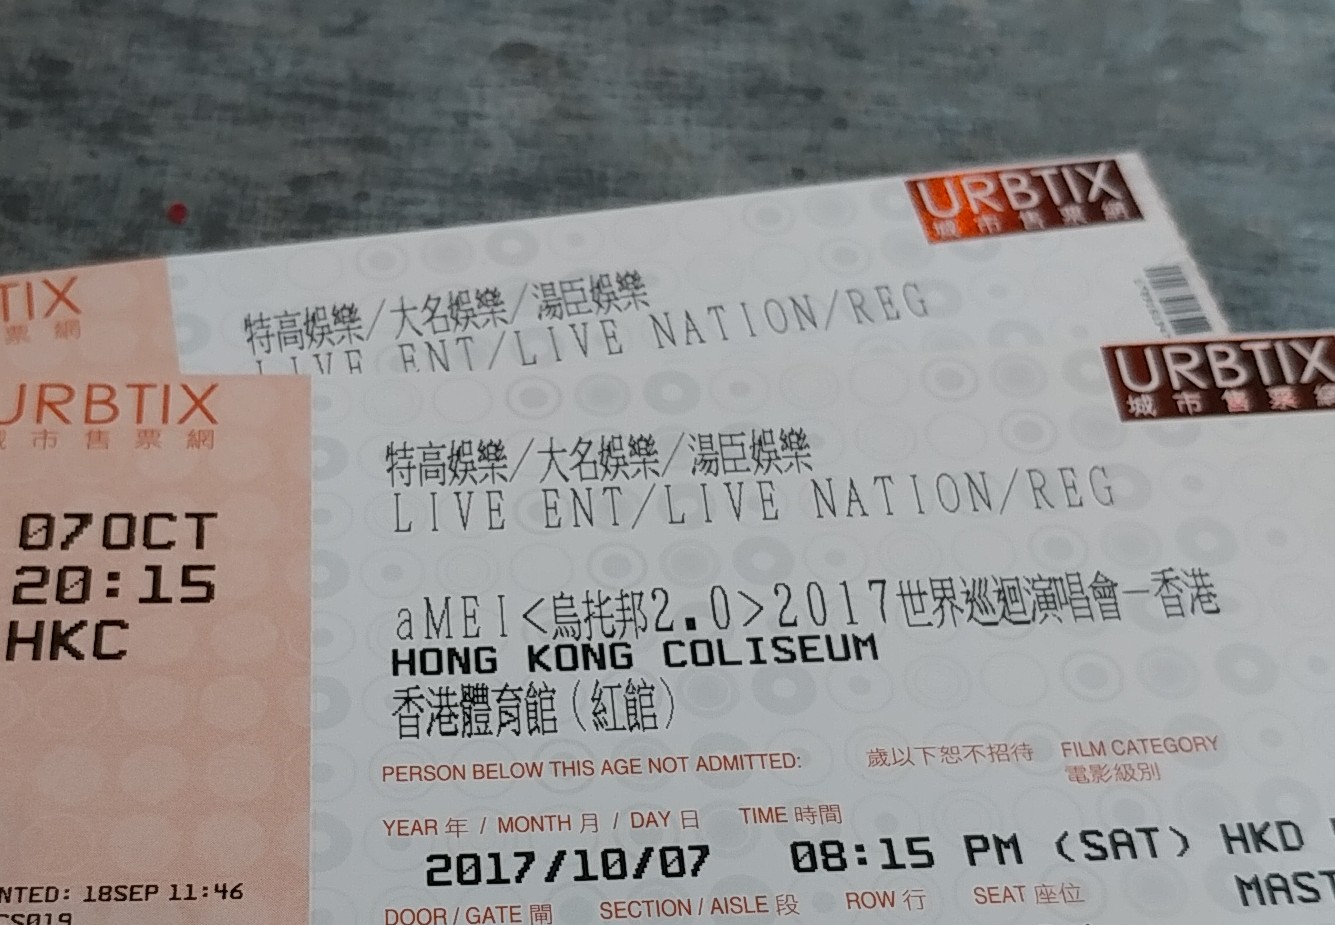 TIX
票網
URBTIX
城市售票網
特高娛樂/大名娛樂/湯臣娛樂
LIVE ENT/LIVE NATION/REG
URBTIX
城市售票網
07OCT
20:15
HKC
NTED: 18SEP 11:46
CS019
URBTIX
城市售票網
特高娛樂/大名娛樂/湯臣娛樂
LIVE ENT/LIVE NATION/REG
aMEI<烏托邦2.0>2017世界巡迴演唱會－香港
HONG KONG COLISEUM
香港體育館(紅館)
PERSON BELOW THIS AGE NOT ADMITTED: 歲以下恕不招待 FILM CATEGORY
電影級別
YEAR 年 / MONTH 月 / DAY 日 TIME 時間
2017/10/07 08:15 PM (SAT) HKD
MAST
DOOR / GATE 閘 SECTION / AISLE 段 ROW 行 SEAT 座位